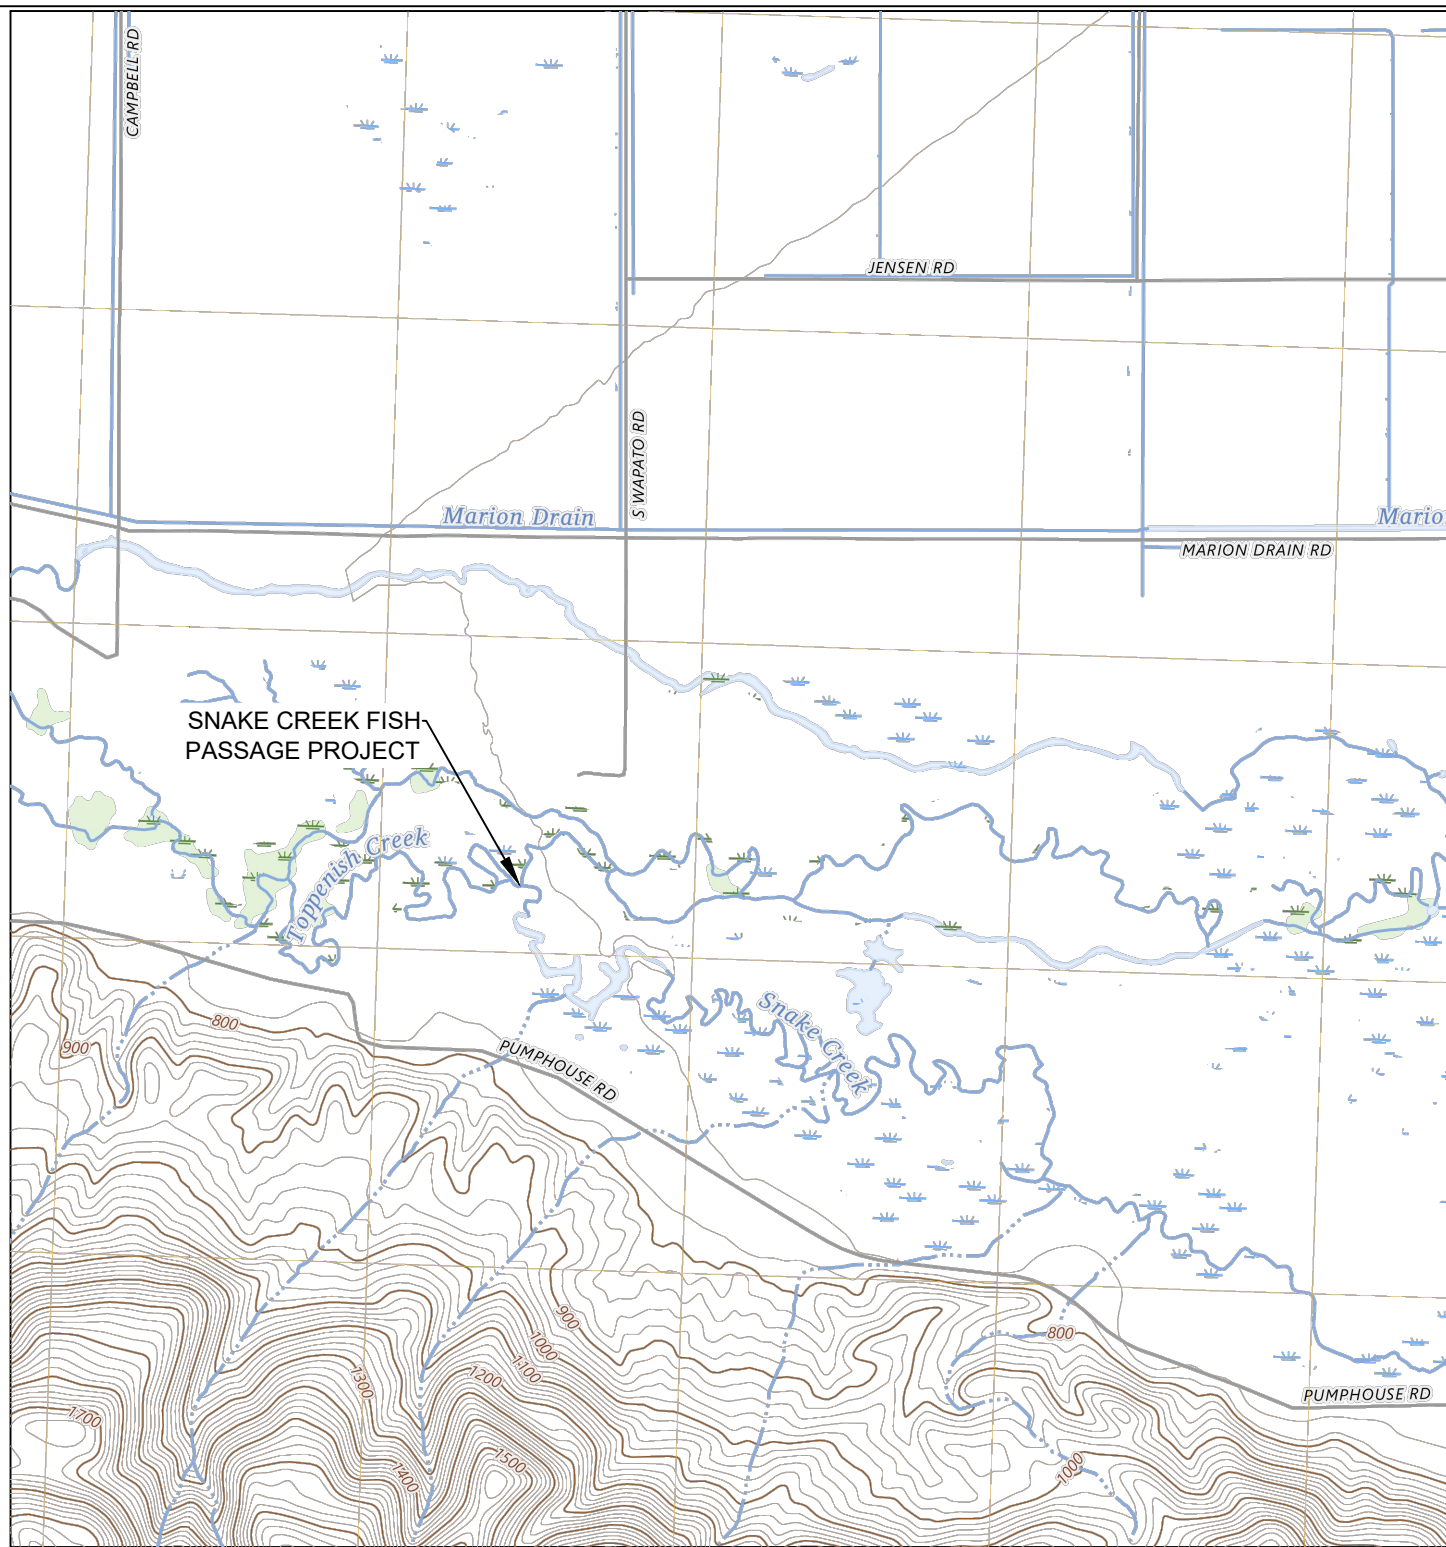 CAMPBELL RD
JENSEN RD
S WAPATO RD
Marion Drain
Mario
MARION DRAIN RD
SNAKE CREEK FISH
PASSAGE PROJECT
Toppenish Creek
Snake Creek
800
900
PUMPHOUSE RD
900
1000
1100
1200
1300
800
1700
1400
1500
1000
PUMPHOUSE RD